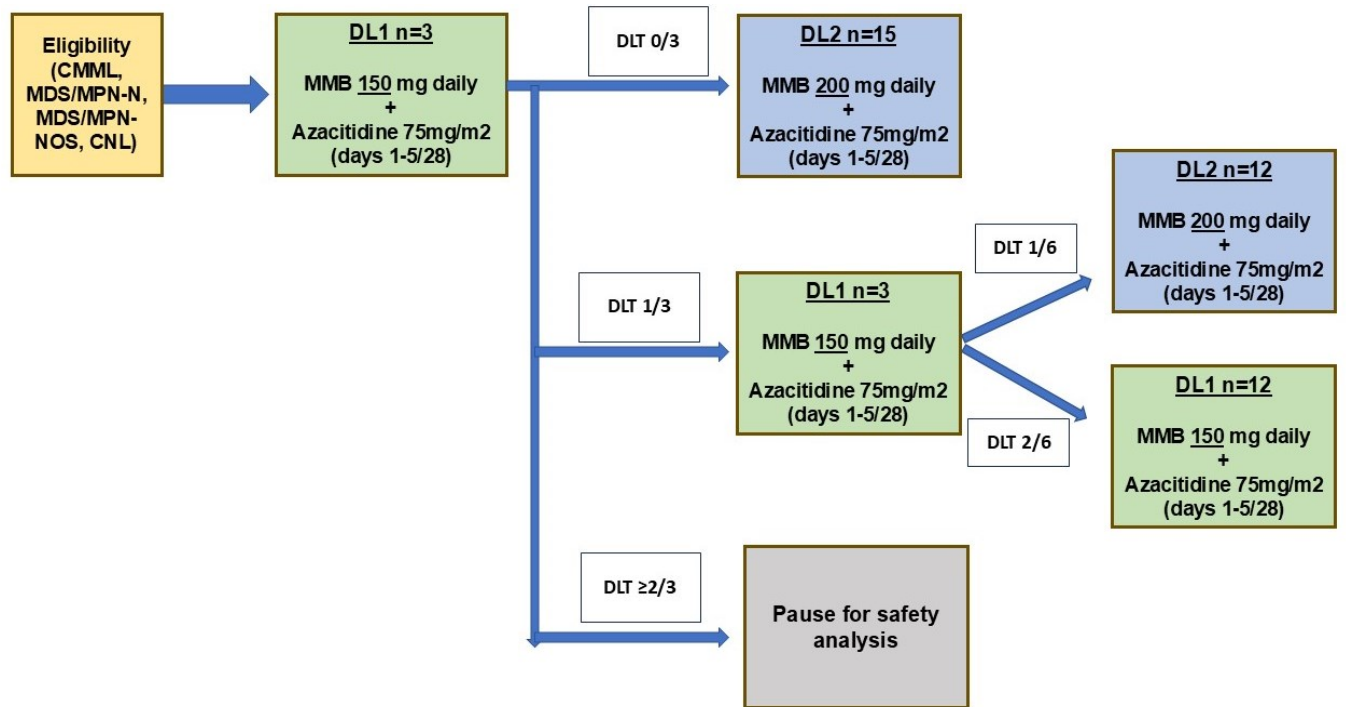 Eligibility
(CMML,
MDS/MPN-N,
MDS/MPN-
NOS, CNL)
DL1 n=3
MMB 150 mg daily
+
Azacitidine 75mg/m2
(days 1-5/28)
DLT 0/3
DL2 n=15
MMB 200 mg daily
+
Azacitidine 75mg/m2
(days 1-5/28)
DLT 1/3
DL1 n=3
MMB 150 mg daily
+
Azacitidine 75mg/m2
(days 1-5/28)
DLT 1/6
DL2 n=12
MMB 200 mg daily
+
Azacitidine 75mg/m2
(days 1-5/28)
DLT 2/6
DL1 n=12
MMB 150 mg daily
+
Azacitidine 75mg/m2
(days 1-5/28)
DLT ≥2/3
Pause for safety
analysis